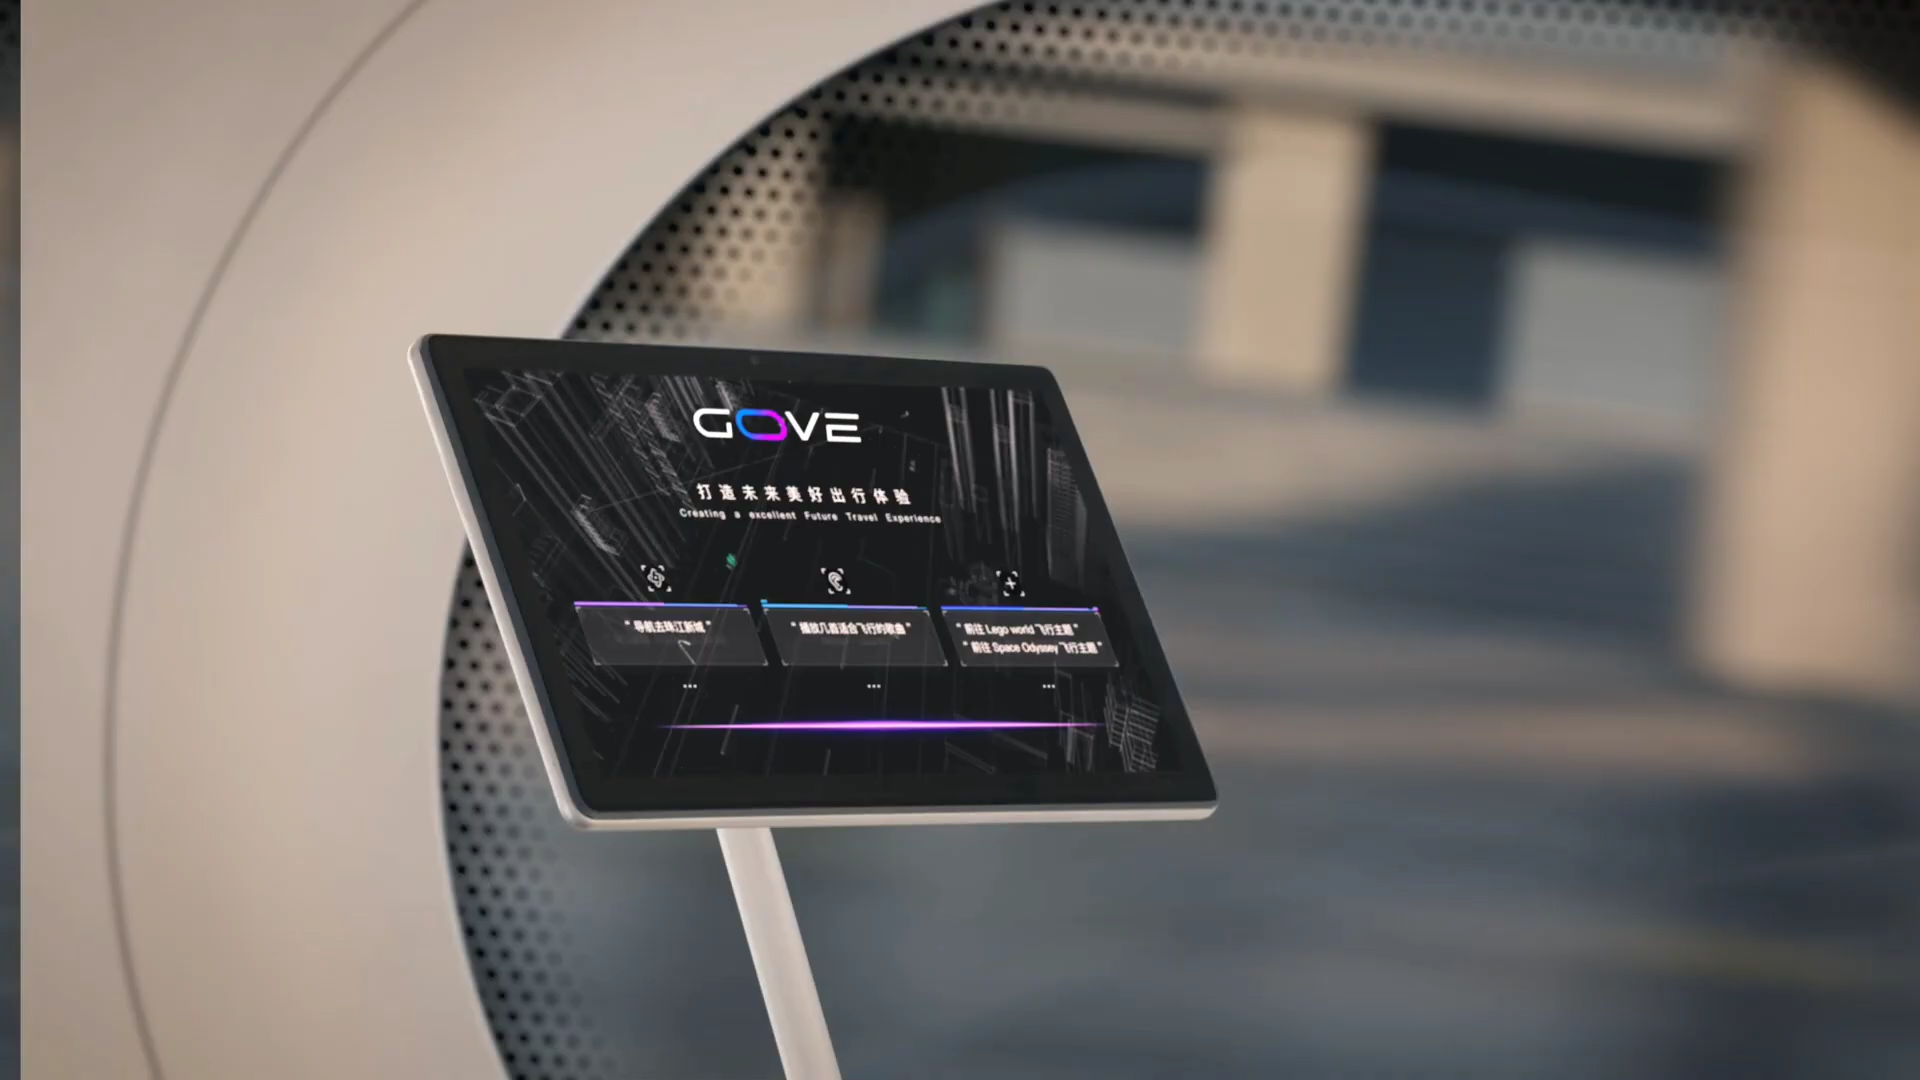 GOVE
打造未来美好出行体验
Creating a excellent Future Travel Experience
“ 导航去珠江新城 ”
“ 播放几首适合飞行的歌曲 ”
“ 前往 Lego world 飞行主题 ”
“ 前往 Space Odyssey 飞行主题 ”
...
...
...